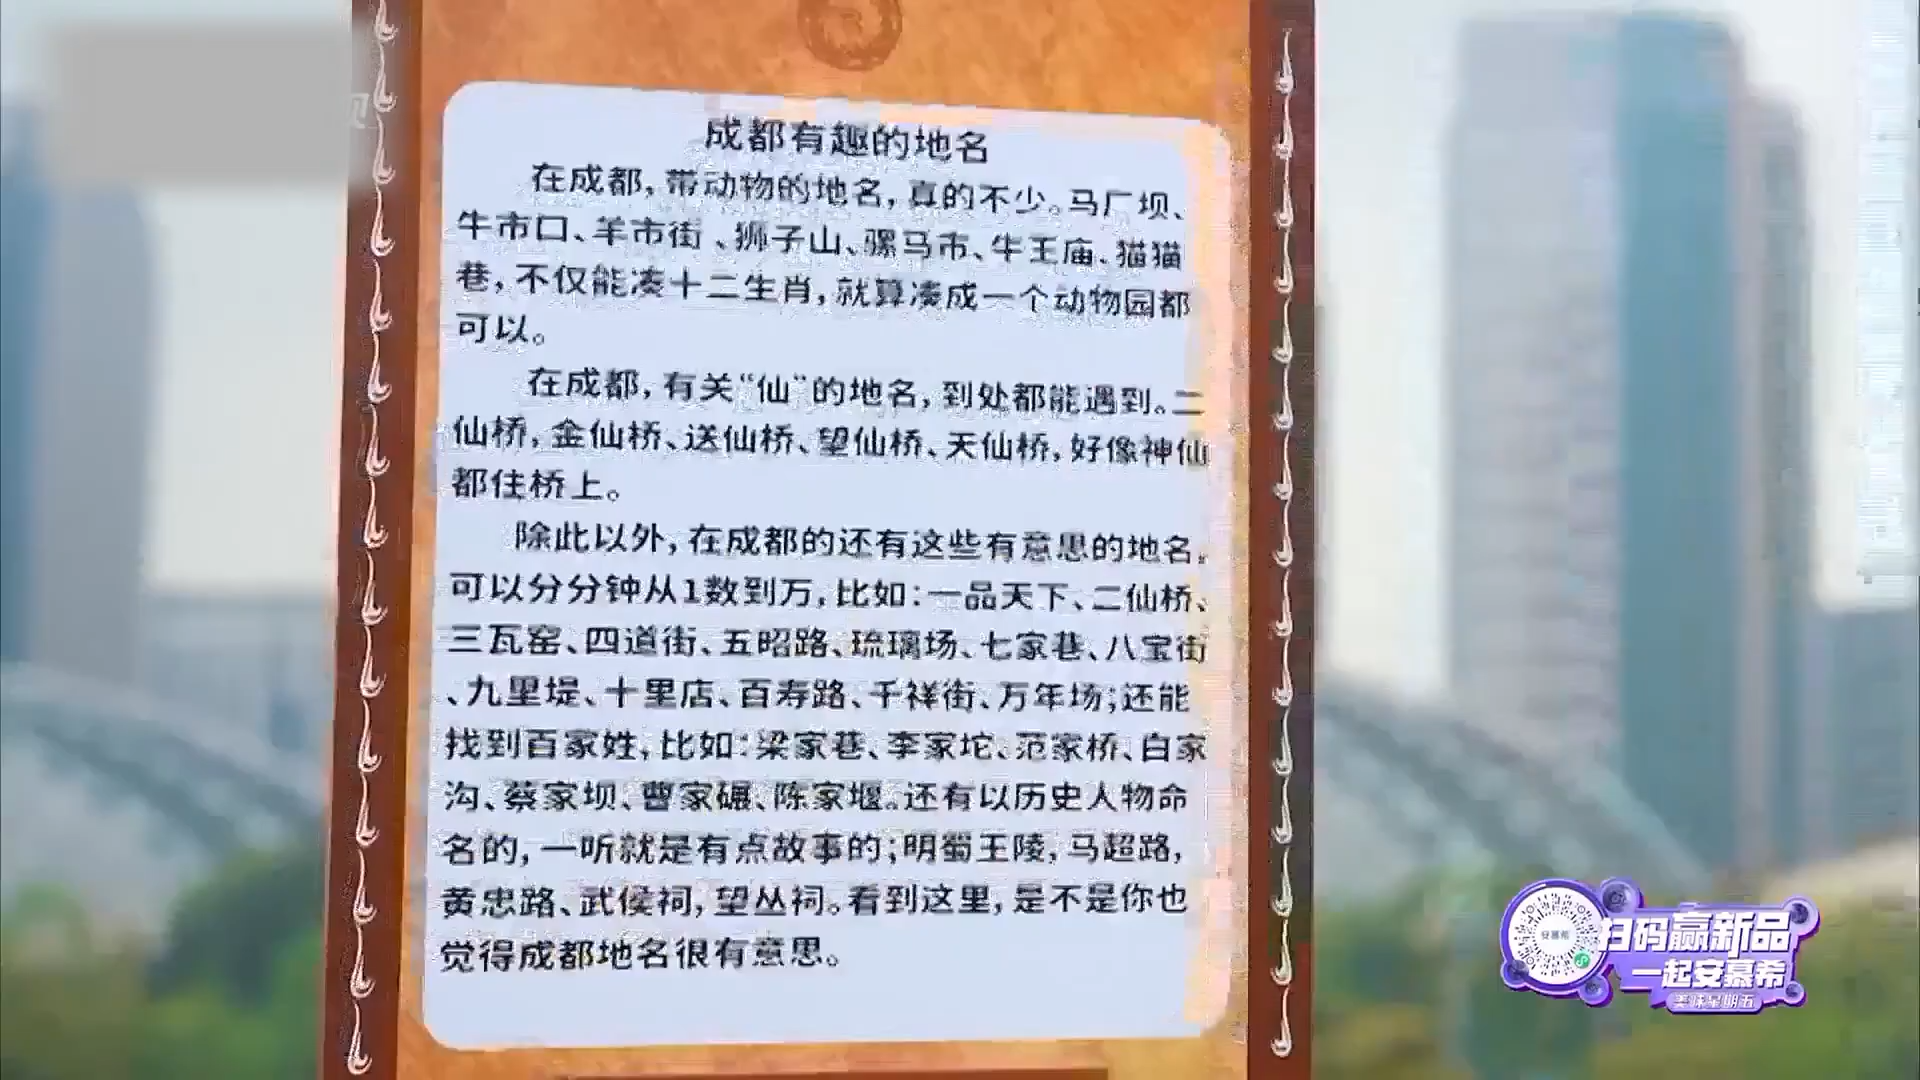 成都有趣的地名
在成都，带动物的地名，真的不少。马厂坝、
牛市口、羊市街、狮子山、骡马市、牛王庙、猫猫
巷，不仅能凑十二生肖，就算凑成一个动物园都
可以。
在成都，有关“仙”的地名，到处都能遇到。二
仙桥，金仙桥、送仙桥、望仙桥、天仙桥，好像神仙
都住桥上。
除此以外，在成都的还有这些有意思的地名，
可以分分钟从1数到万，比如：一品天下、二仙桥、
三瓦窑、四道街、五昭路、琉璃场、七家巷、八宝街
、九里堤、十里店、百寿路、千祥街、万年场；还能
找到百家姓，比如：梁家巷、李家坨、范家桥、白家
沟、蔡家坝、曹家碾、陈家堰。还有以历史人物命
名的，一听就是有点故事的；明蜀王陵，马超路，
黄忠路、武侯祠，望丛祠。看到这里，是不是你也
觉得成都地名很有意思。
安慕希
扫码赢新品
一起安慕希
美味星期五